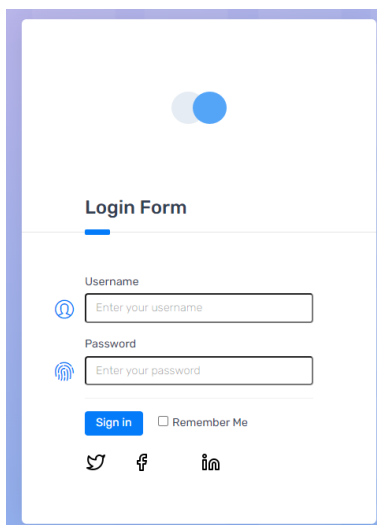 Login Form
Username
Enter your username
Password
Enter your password
Sign in Remember Me